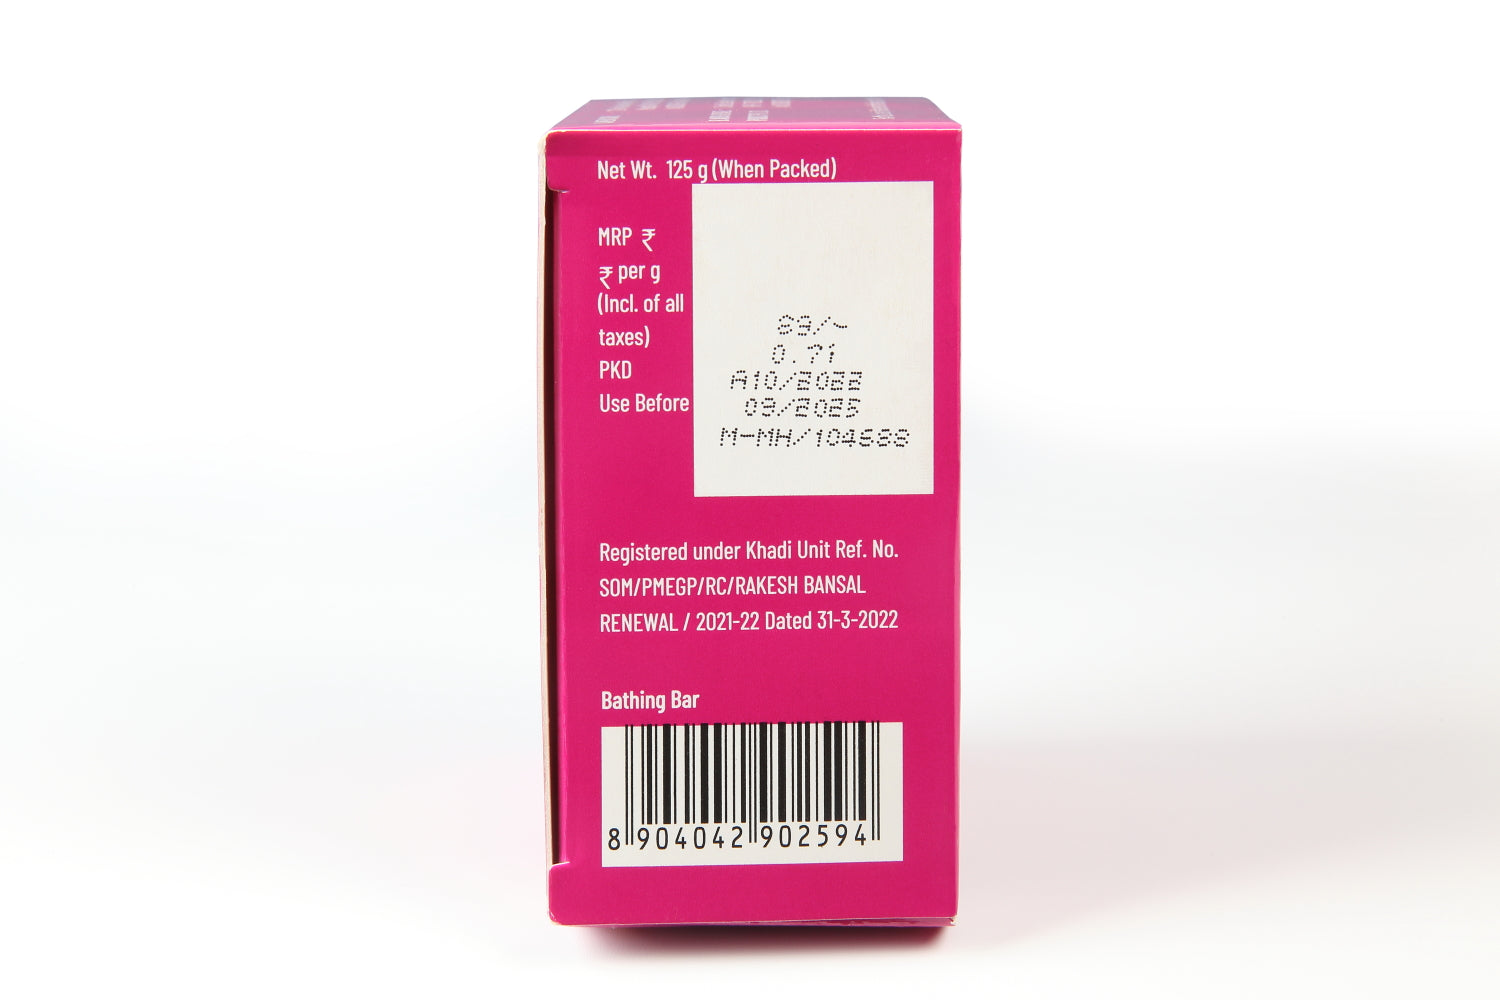 Net Wt. 125 g (When Packed)
MRP ₹
₹ per g
(Incl. of all
taxes)
PKD
Use Before
89/-
0.71
A10/2022
09/2025
M-MH/104688
Registered under Khadi Unit Ref. No.
SOM/PMEGP/RC/RAKESH BANSAL
RENEWAL / 2021-22 Dated 31-3-2022
Bathing Bar
8 904042 902594